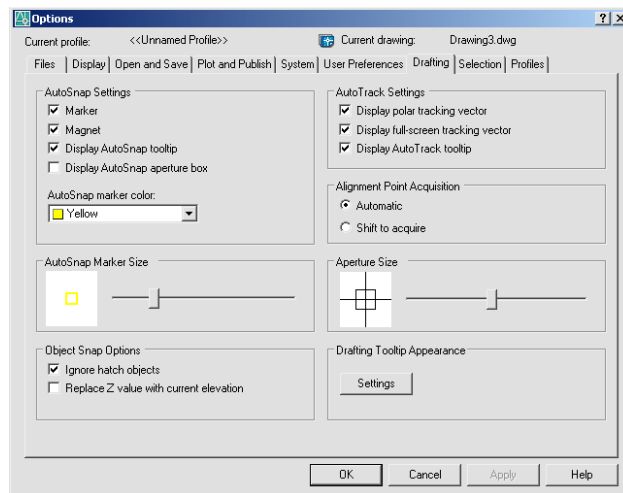 Options
Current profile: <<Unnamed Profile>> Current drawing: Drawing3.dwg
Files Display Open and Save Plot and Publish System User Preferences Drafting Selection Profiles
AutoSnap Settings
Marker
Magnet
Display AutoSnap tooltip
Display AutoSnap aperture box
AutoSnap marker color:
Yellow
AutoTrack Settings
Display polar tracking vector
Display full-screen tracking vector
Display AutoTrack tooltip
Alignment Point Acquisition
Automatic
Shift to acquire
AutoSnap Marker Size
Aperture Size
Object Snap Options
Ignore hatch objects
Replace Z value with current elevation
Drafting Tooltip Appearance
Settings
OK Cancel Apply Help